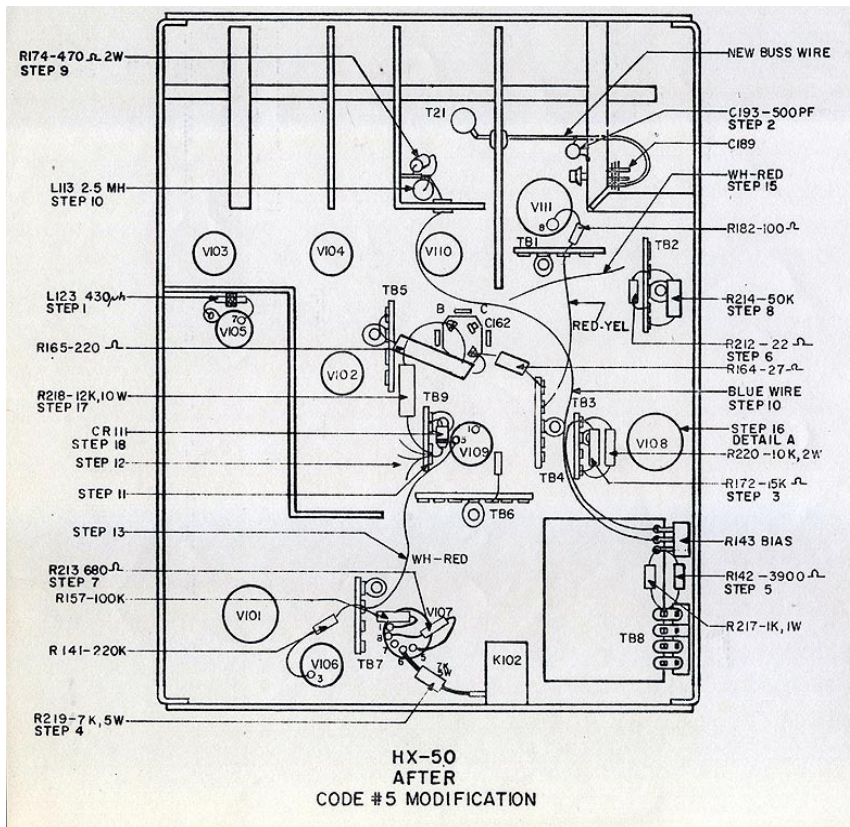 R174-470 Ω 2W
STEP 9
L113 2.5 MH
STEP 10
L123 430μh
STEP 1
R165-220 Ω
R218-12K,10W
STEP 17
CR111
STEP 18
STEP 12
STEP 11
STEP 13
R213 680Ω
STEP 7
R157-100K
R141-220K
R219-7K,5W
STEP 4
T21
V111
8
TB1
V103
V104
V110
TB2
TB5
B
C
C162
RED-YEL
7
V105
V102
TB9
TB3
10
3
V109
V108
TB4
TB6
WH-RED
V101
V107
1
8
7
6
5
V106
3
TB7
7K
5W
K102
TB8
NEW BUSS WIRE
C193-500PF
STEP 2
C189
WH-RED
STEP 15
R182-100Ω
R214-50K
STEP 8
R212-22 Ω
STEP 6
R164-27Ω
BLUE WIRE
STEP 10
STEP 16
DETAIL A
R220-10K,2W
R172-15K Ω
STEP 3
R143 BIAS
R142-3900 Ω
STEP 5
R217-1K,1W
HX-50
AFTER
CODE #5 MODIFICATION